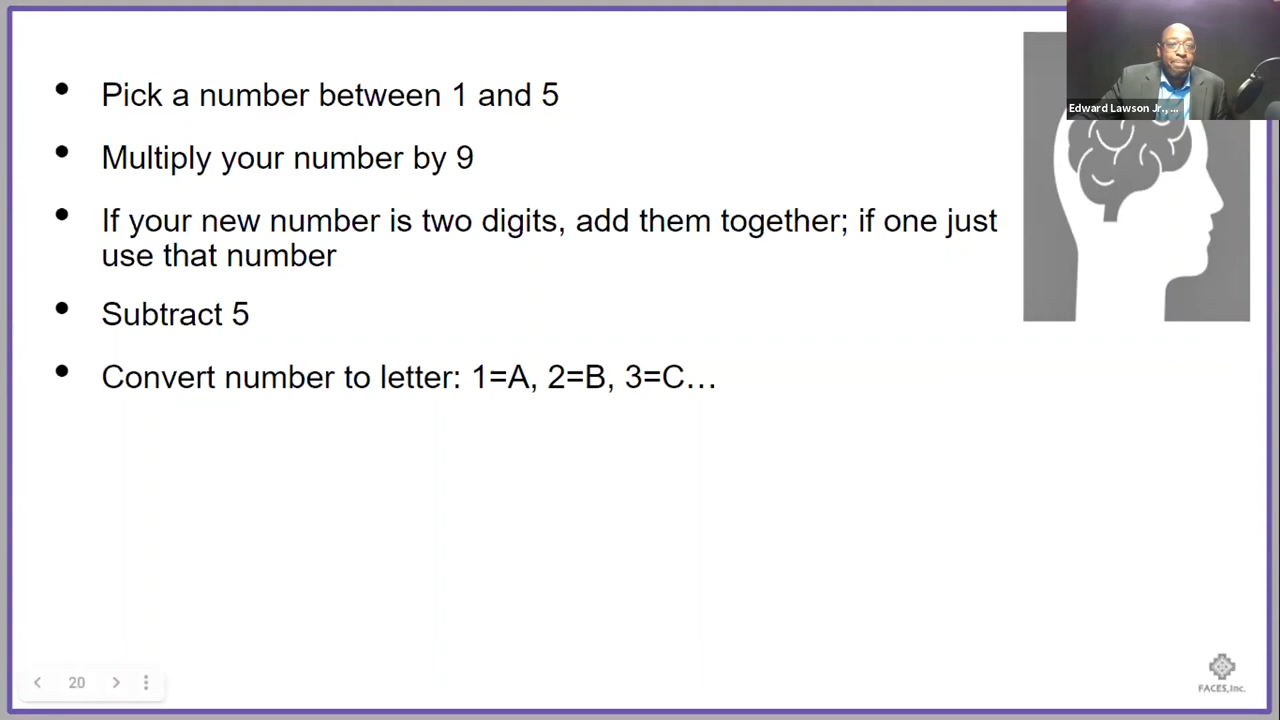 Pick a number between 1 and 5
Multiply your number by 9
If your new number is two digits, add them together; if one just
use that number
Subtract 5
Convert number to letter: 1=A, 2=B, 3=C…
Edward Lawson Jr., ...
20
FACES,Inc.